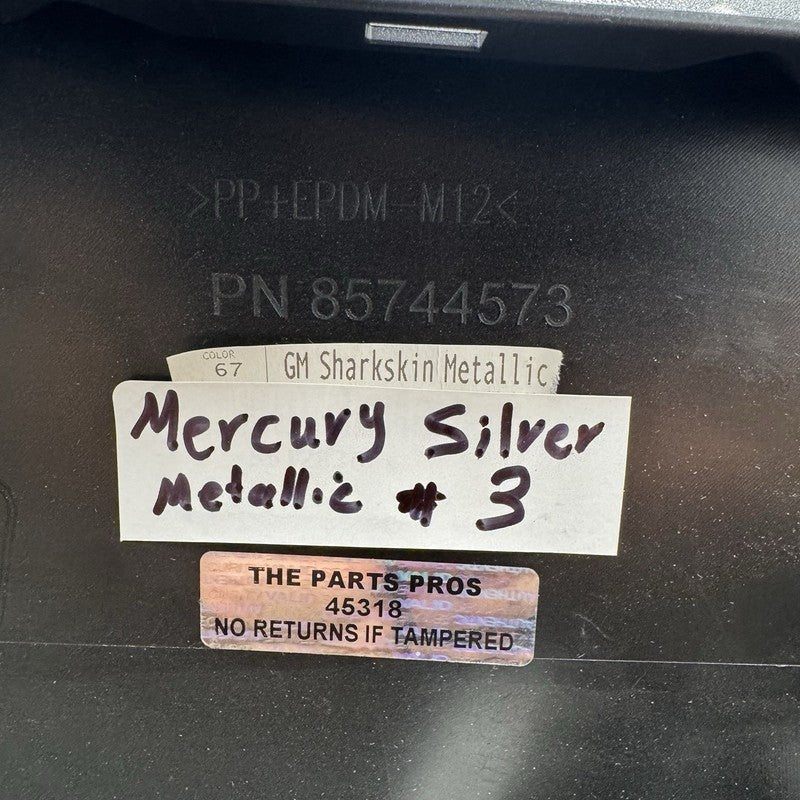 >PP+EPDM-M12<
PN 85744573
COLOR
67
GM Sharkskin Metallic
Mercury Silver
Metallic # 3
THE PARTS PROS
45318
NO RETURNS IF TAMPERED